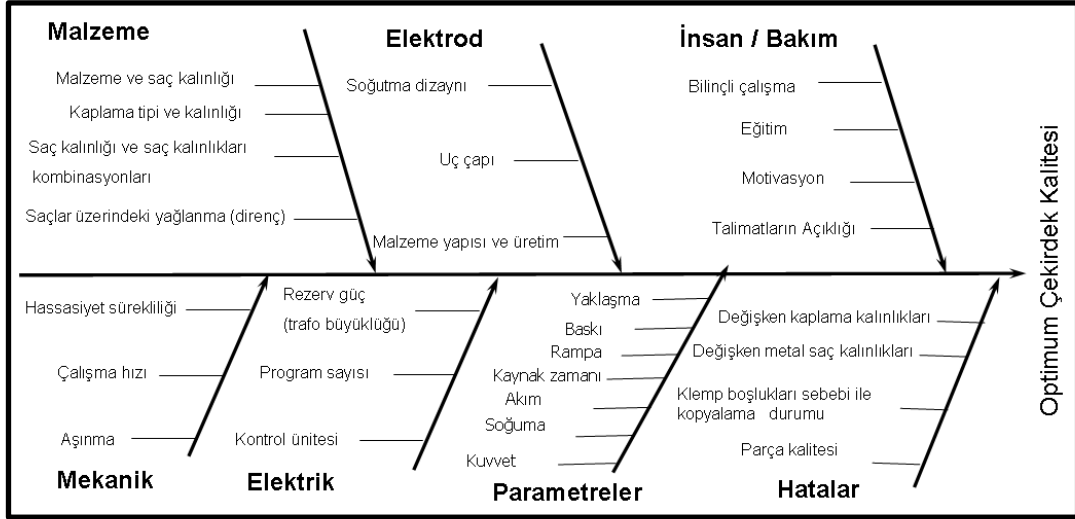 Malzeme
Malzeme ve saç kalınlığı
Kaplama tipi ve kalınlığı
Saç kalınlığı ve saç kalınlıkları
kombinasyonları
Saçlar üzerindeki yağlanma (direnç)
Elektrod
Soğutma dizaynı
Uç çapı
Malzeme yapısı ve üretim
İnsan / Bakım
Bilinçli çalışma
Eğitim
Motivasyon
Talimatların Açıklığı
Optimum Çekirdek Kalitesi
Hassasiyet sürekliliği
Çalışma hızı
Aşınma
Mekanik
Rezerv güç
(trafo büyüklüğü)
Program sayısı
Kontrol ünitesi
Elektrik
Yaklaşma
Baskı
Rampa
Kaynak zamanı
Akım
Soğuma
Kuvvet
Parametreler
Değişken kaplama kalınlıkları
Değişken metal saç kalınlıkları
Klemp boşlukları sebebi ile
kopyalama durumu
Parça kalitesi
Hatalar